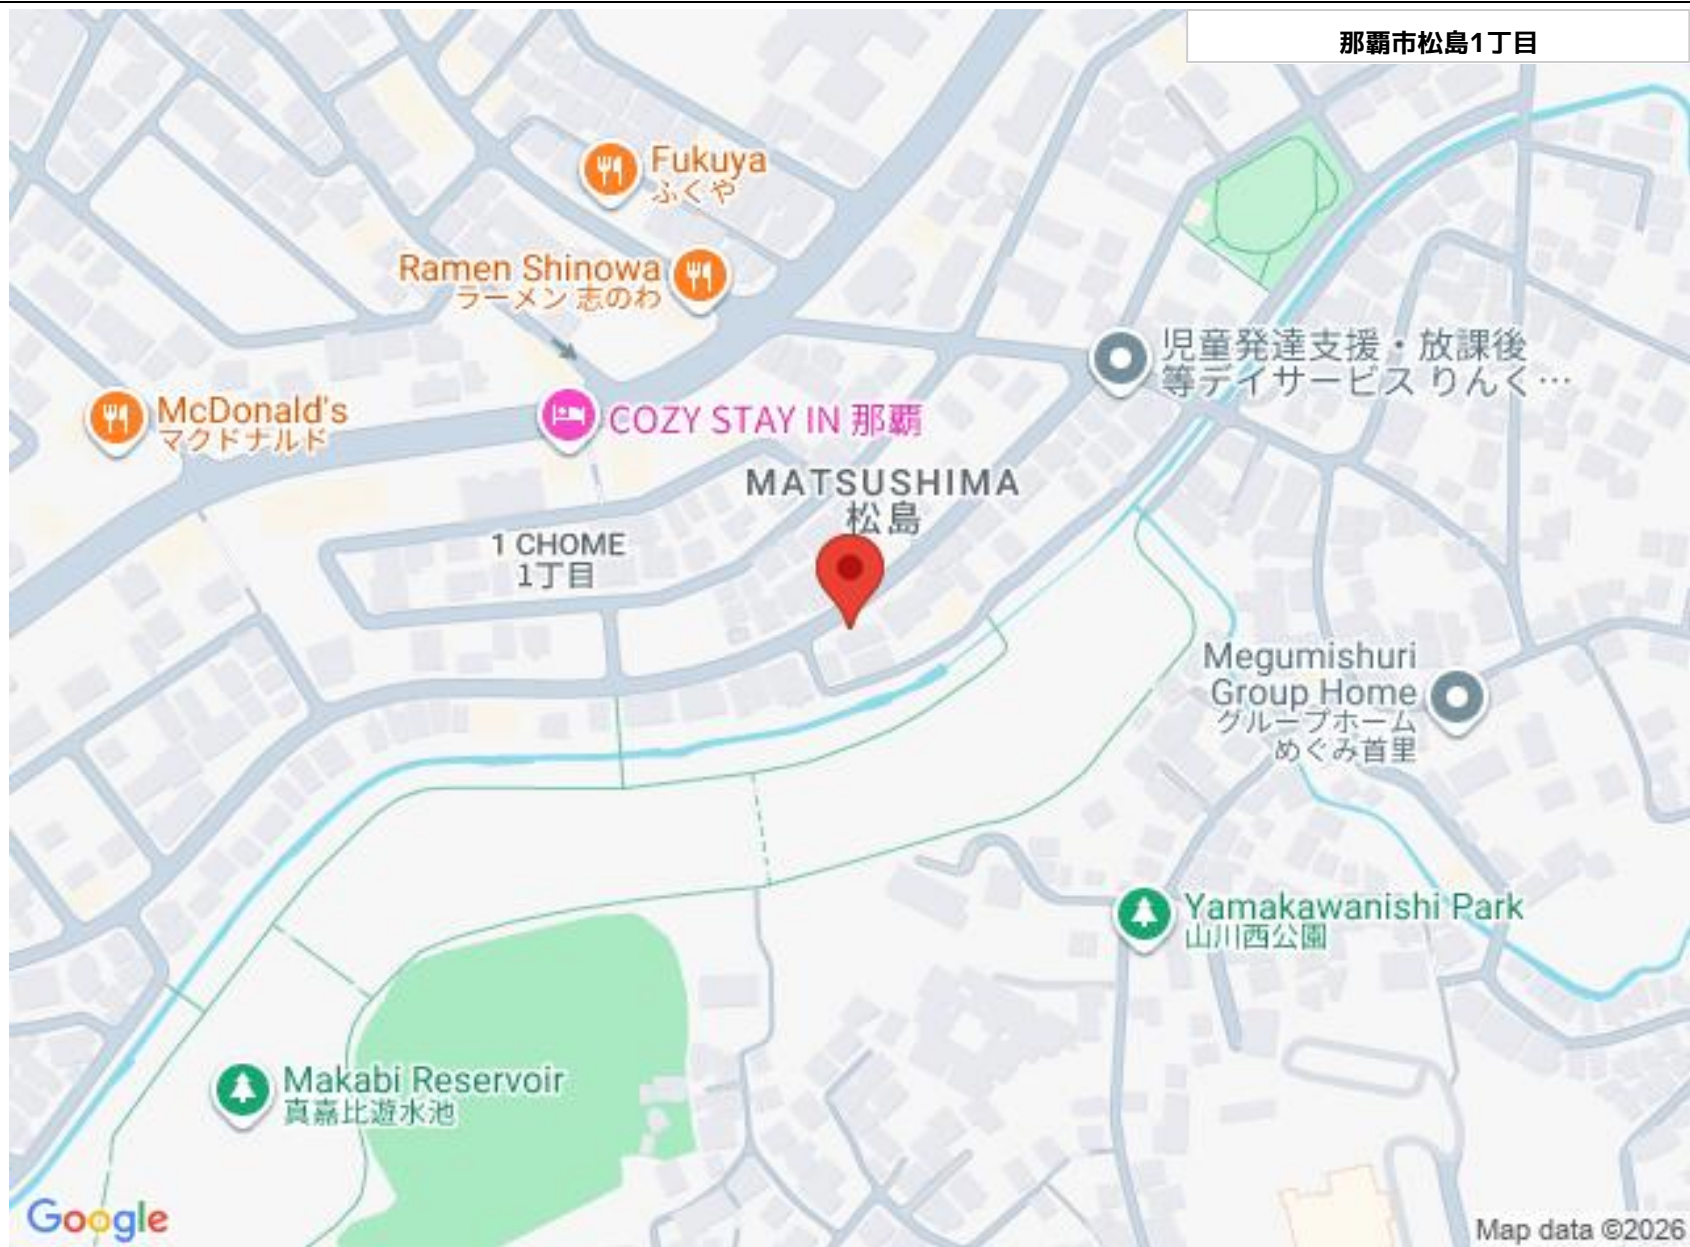 那覇市松島1丁目
Fukuya
ふくや
Ramen Shinowa
ラーメン 志のわ
児童発達支援・放課後
等デイサービス りんく…
McDonald's
マクドナルド
COZY STAY IN 那覇
MATSUSHIMA
松島
1 CHOME
1丁目
Megumishuri
Group Home
グループホーム
めぐみ首里
Yamakawanishi Park
山川西公園
Makabi Reservoir
真嘉比遊水池
Google
Map data ©2026